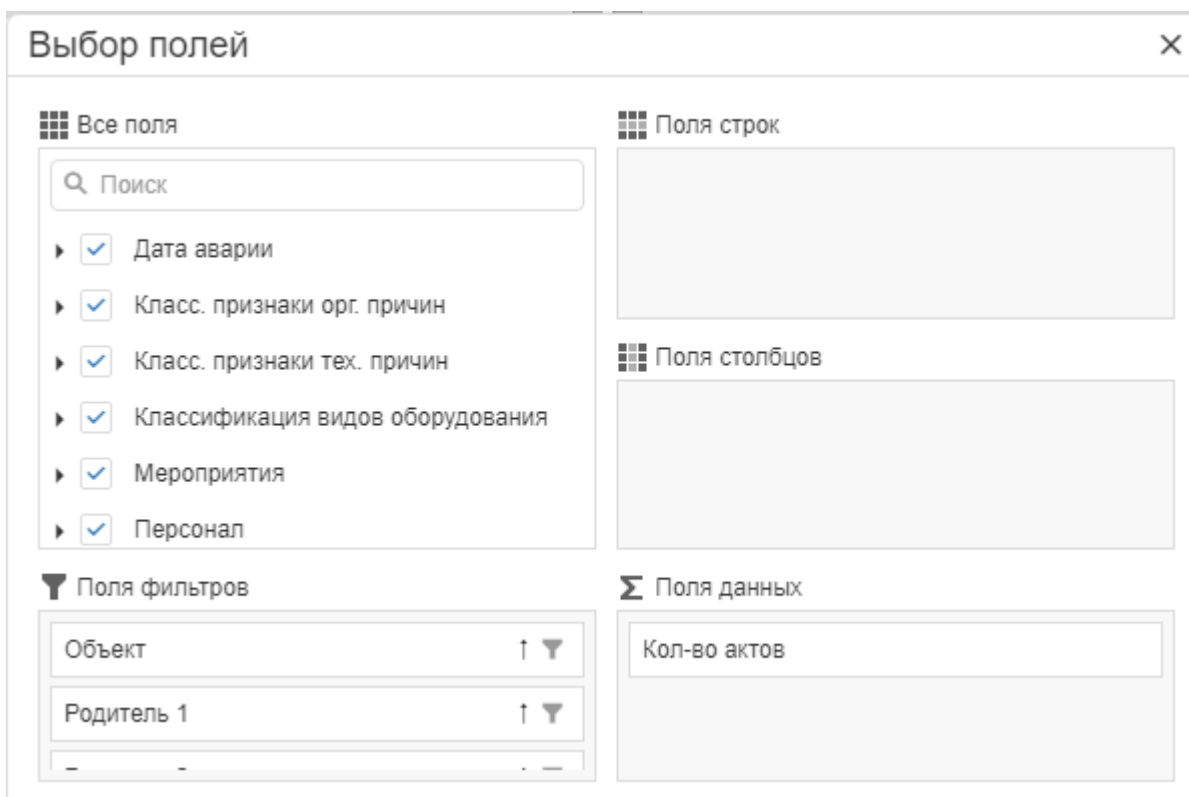 Выбор полей
Все поля
Поиск
Дата аварии
Класс. признаки орг. причин
Класс. признаки тех. причин
Классификация видов оборудования
Мероприятия
Персонал
Поля фильтров
Объект
Родитель 1
Поля строк
Поля столбцов
Поля данных
Кол-во актов